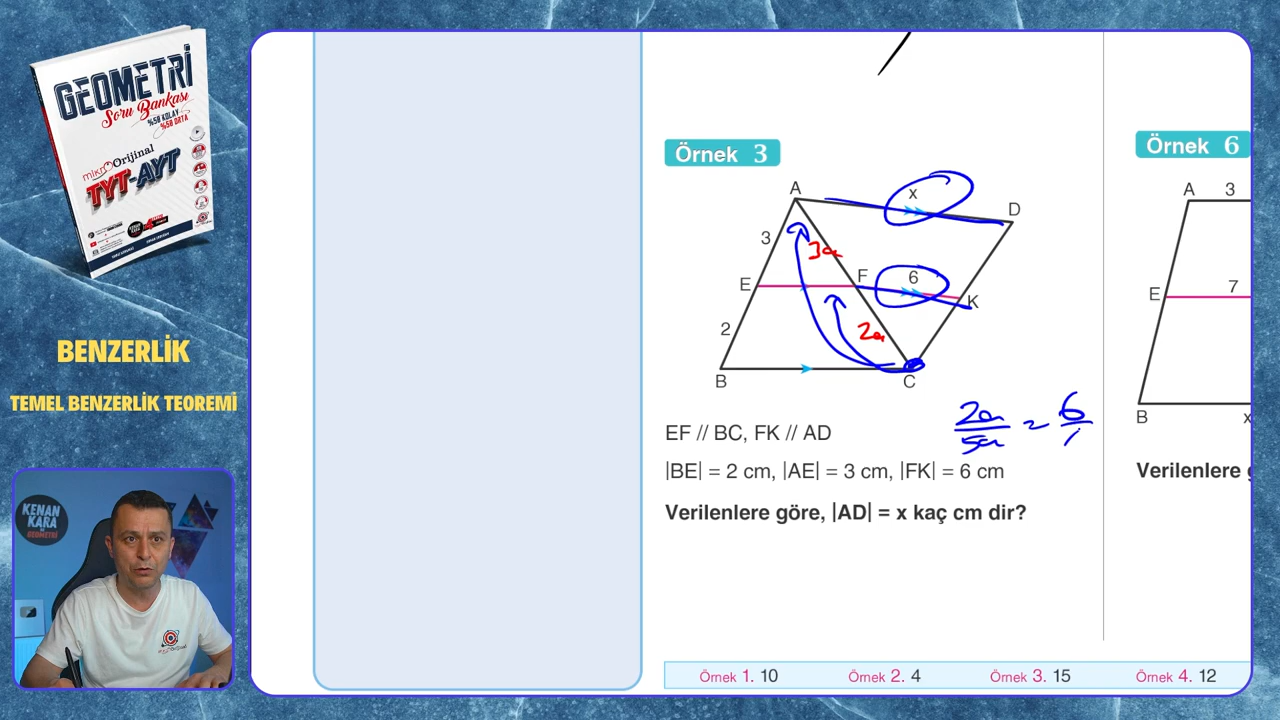 GEOMETRİ
Soru Bankası
%50 KOLAY
%50 ORTA
mikro Orijinal
TYT-AYT
BENZERLİK
TEMEL BENZERLİK TEOREMİ
KENAN
KARA
GEOMETRİ
Örnek 3
A
x
D
3
3a
E
F
6
K
2
2a
B
C
2a/5a = 6/
EF // BC, FK // AD
|BE| = 2 cm, |AE| = 3 cm, |FK| = 6 cm
Verilenlere göre, |AD| = x kaç cm dir?
Örnek 6
A 3
E 7
B x
Verilenlere
Örnek 1. 10 Örnek 2. 4 Örnek 3. 15 Örnek 4. 12